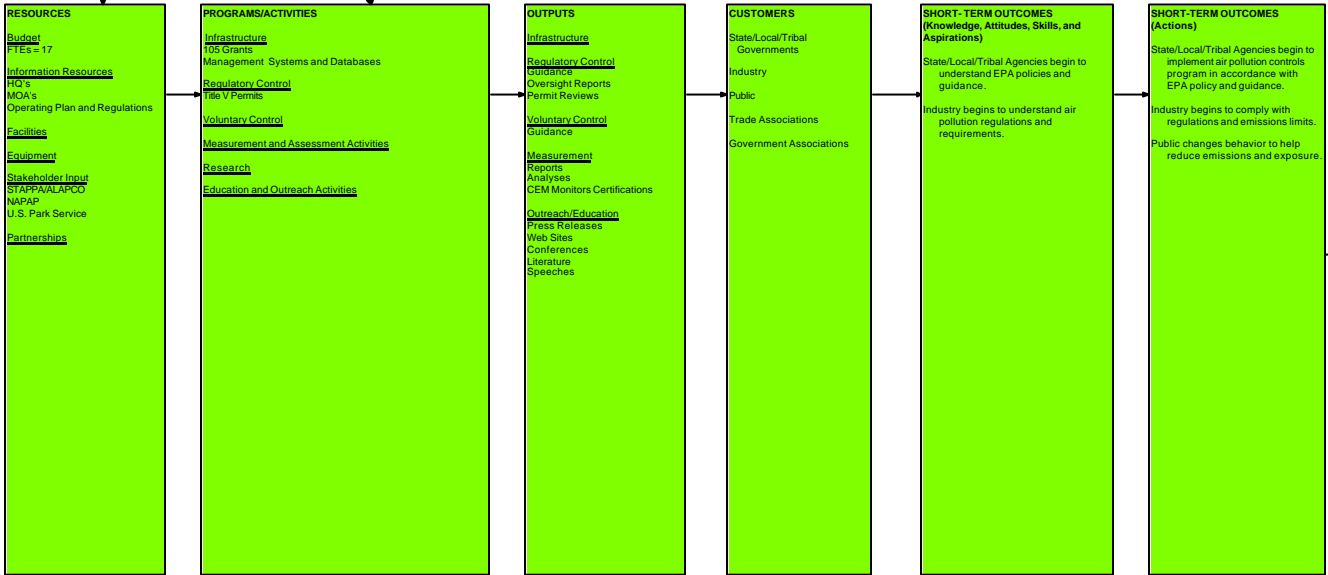 RESOURCES
Budget
FTEs = 17
Information Resources
HQ's
MOA's
Operating Plan and Regulations
Facilities
Equipment
Stakeholder Input
STAPPA/ALAPCO
NAPAP
U.S. Park Service
Partnerships
PROGRAMS/ACTIVITIES
Infrastructure
105 Grants
Management Systems and Databases
Regulatory Control
Title V Permits
Voluntary Control
Measurement and Assessment Activities
Research
Education and Outreach Activities
OUTPUTS
Infrastructure
Regulatory Control
Guidance
Oversight Reports
Permit Reviews
Voluntary Control
Guidance
Measurement
Reports
Analyses
CEM Monitors Certifications
Outreach/Education
Press Releases
Web Sites
Conferences
Literature
Speeches
CUSTOMERS
State/Local/Tribal
Governments
Industry
Public
Trade Associations
Government Associations
SHORT- TERM OUTCOMES
(Knowledge, Attitudes, Skills, and
Aspirations)
State/Local/Tribal Agencies begin to
understand EPA policies and
guidance.
Industry begins to understand air
pollution regulations and
requirements.
SHORT-TERM OUTCOMES
(Actions)
State/Local/Tribal Agencies begin to
implement air pollution controls
program in accordance with
EPA policy and guidance.
Industry begins to comply with
regulations and emissions limits.
Public changes behavior to help
reduce emissions and exposure.